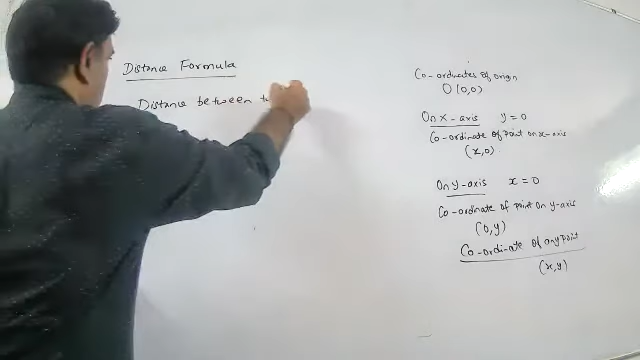 Distance Formula
Distance between
Co-ordinates of origin
O (0,0)
On x-axis y = 0
Co-ordinate of point on x-axis
(x,0)
On y-axis x = 0
Co-ordinate of point on y-axis
(0,y)
Co-ordinate of any point
(x,y)